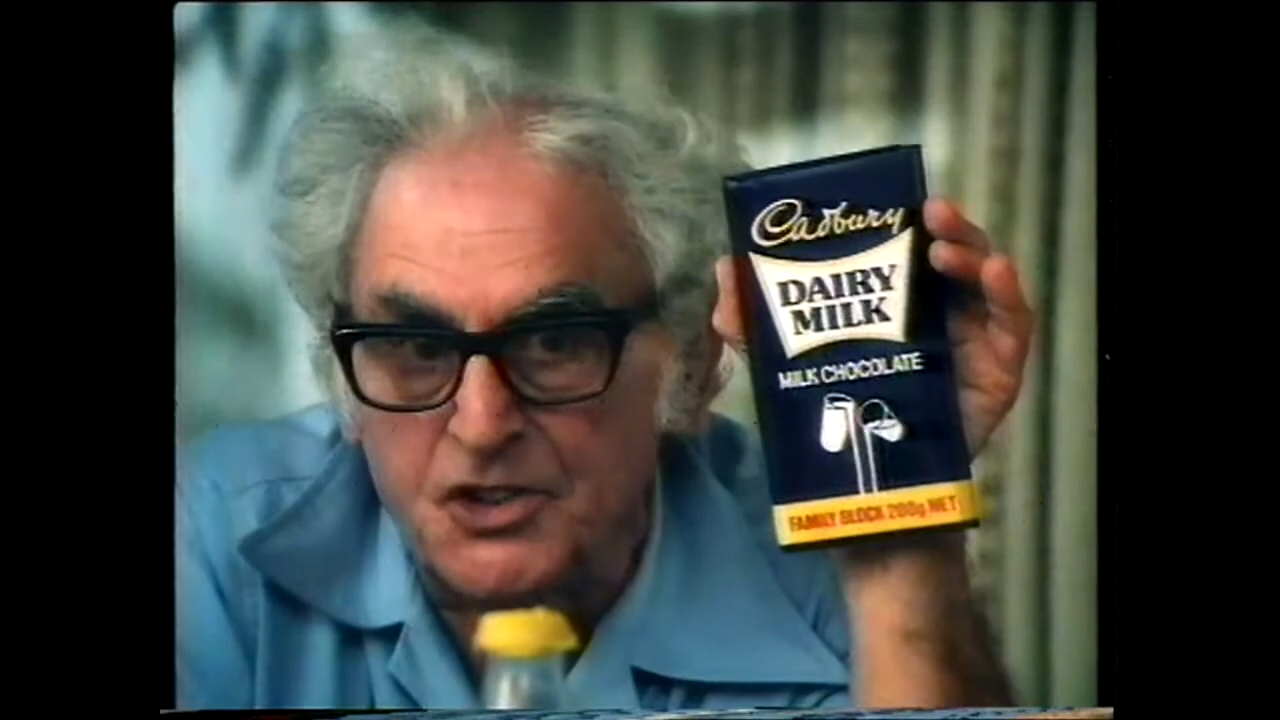 Cadbury
DAIRY
MILK
MILK CHOCOLATE
FAMILY BLOCK 200g NET